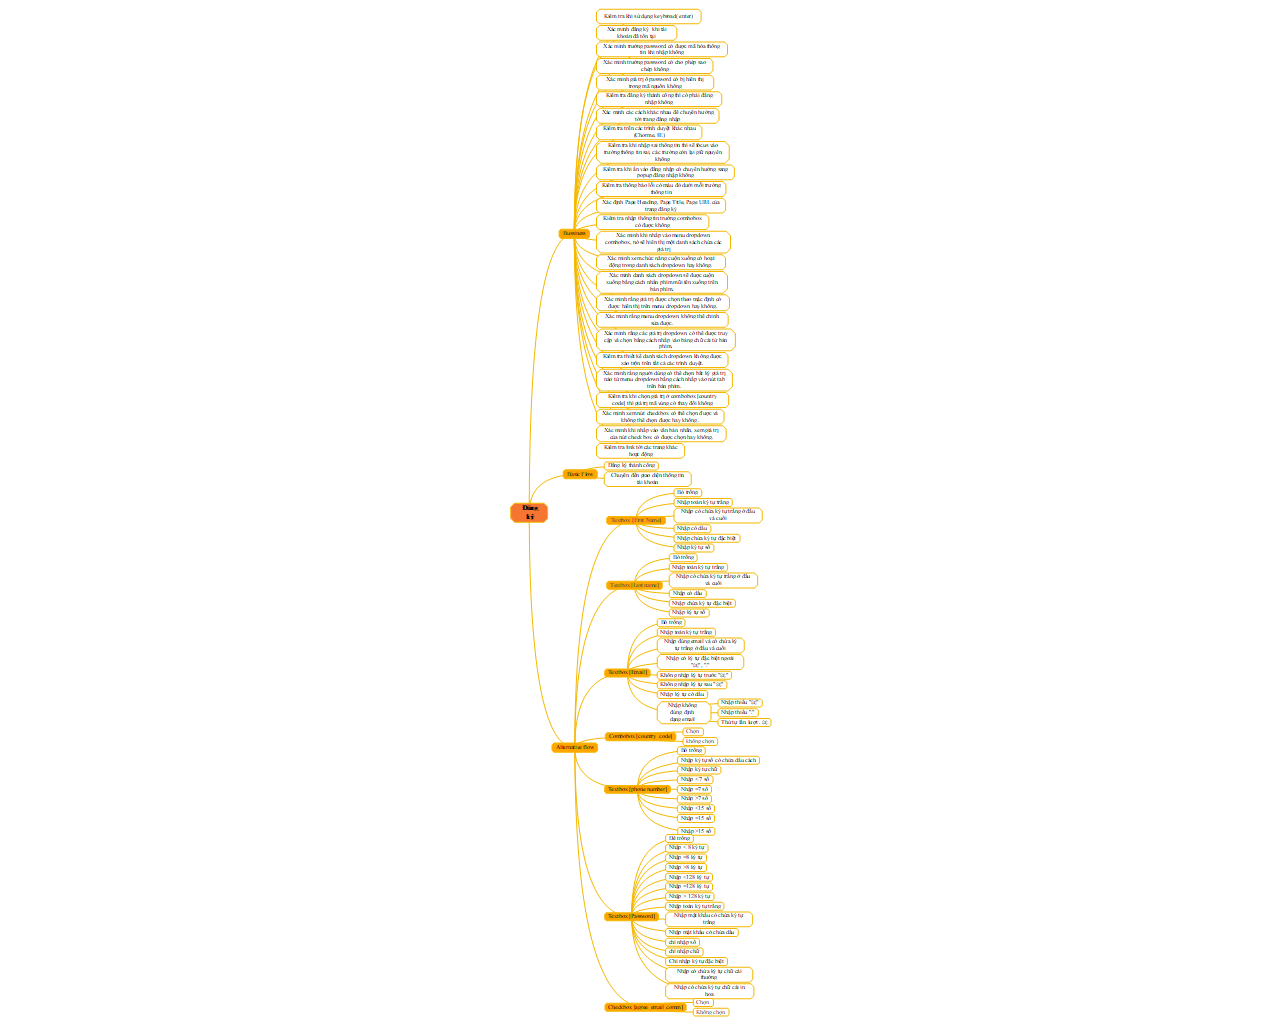 Kiểm tra khi sử dụng keyboad(enter)
Xác minh đăng ký khi tài
khoản đã tồn tại
Xác minh trường password có được mã hóa thông
tin khi nhập không
Xác minh trường password có cho phép sao
chép không
Xác minh giá trị ở password có bị hiển thị
trong mã nguồn không
Kiểm tra đăng ký thành công thì có phải đăng
nhập không
Xác minh các cách khác nhau để chuyển hướng
tới trang đăng nhập
Kiểm tra trên các trình duyệt khác nhau
Kiểm tra khi nhập sai thông tin thì sẽ focus vào
trường thông tin sai, các trường còn lại giữ nguyên
không
Kiểm tra khi ấn vào đăng nhập có chuyển hướng sang
popup đăng nhập không
Kiểm tra thông báo lỗi có màu đỏ dưới mỗi trường
thông tin
Xác định Page Heading, Page Title, Page URL của
trang đăng ký
Kiểm tra nhập thông tin trường combobox
có được không
Xác minh khi nhấp vào menu dropdown
combobox, nó sẽ hiển thị một danh sách chứa các
giá trị
Xác minh xem chức năng cuộn xuống có hoạt
động trong danh sách dropdown hay không.
Xác minh danh sách dropdown sẽ được cuộn
xuống bằng cách nhấn phím mũi tên xuống trên
bàn phím.
Xác minh rằng giá trị được chọn theo mặc định có
được hiển thị trên menu dropdown hay không.
Xác minh rằng menu dropdown không thể chỉnh
sửa được.
Xác minh rằng các giá trị dropdown có thể được truy
cập và chọn bằng cách nhấp vào bảng chữ cái từ bàn
phím.
Kiểm tra thiết kế danh sách dropdown không được
xáo trộn trên tất cả các trình duyệt.
Xác minh rằng người dùng có thể chọn bất kỳ giá trị
nào từ menu dropdown bằng cách nhấp vào nút tab
trên bàn phím.
Kiểm tra khi chọn giá trị ở combobox [country
code] thì giá trị mã vùng có thay đổi không
Xác minh xem nút checkbox có thể chọn được và
không thể chọn được hay không.
Xác minh khi nhấp vào văn bản nhãn, xem giá trị
của nút check box có được chọn hay không.
Kiểm tra link tới các trang khác
hoạt động
Bussiness
Đăng ký thành công
Chuyển đến giao diện thông tin
tài khoản
Basic Flow
Đăng
ký
Bỏ trống
Nhập toàn ký tự trắng
Nhập có chứa ký tự trắng ở đầu
và cuối
Textbox [First Name]
Nhập có dấu
Nhập chứa ký tự đặc biệt
Nhập ký tự số
Bỏ trống
Nhập toàn ký tự trắng
Nhập có chứa ký tự trắng ở đầu
và cuối
Textbox [Last name]
Nhập có dấu
Nhập chứa ký tự đặc biệt
Nhập ký tự số
Bỏ trống
Nhập toàn ký tự trắng
Nhập đúng email và có chứa ký
tự trắng ở đầu và cuối
Nhập có ký tự đặc biệt ngoài
"@", "."
Textbox [Email]
Không nhập ký tự trước "@"
Không nhập ký tự sau "@"
Nhập ký tự có dấu
Nhập không
đúng định
dạng email
Nhập thiếu "@"
Nhập thiếu "."
Thứ tự lần lượt . @
Chọn
Combobox [country code]
không chọn
Alternative flow
Bỏ trống
Nhập ký tự số có chứa dấu cách
Nhập ký tự chữ
Nhập <7 số
Textbox [phone number]
Nhập =7 số
Nhập >7 số
Nhập <15 số
Nhập =15 số
Nhập >15 số
Bỏ trống
Nhập < 8 ký tự
Nhập =8 ký tự
Nhập >8 ký tự
Nhập <128 ký tự
Nhập =128 ký tự
Nhập > 128 ký tự
Nhập toàn ký tự trắng
Textbox [Password]
Nhập mật khẩu có chứa ký tự
trắng
Nhập mật khẩu có chứa dấu
chỉ nhập số
chỉ nhập chữ
Chỉ nhập ký tự đặc biệt
Nhập có chứa ký tự chữ cái
thường
Nhập có chứa ký tự chữ cái in
hoa.
Chọn
Checkbox [agree_email_comm]
Không chọn